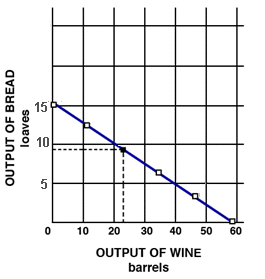 OUTPUT OF BREAD
loaves
15
10
5
0 10 20 30 40 50 60
OUTPUT OF WINE
barrels